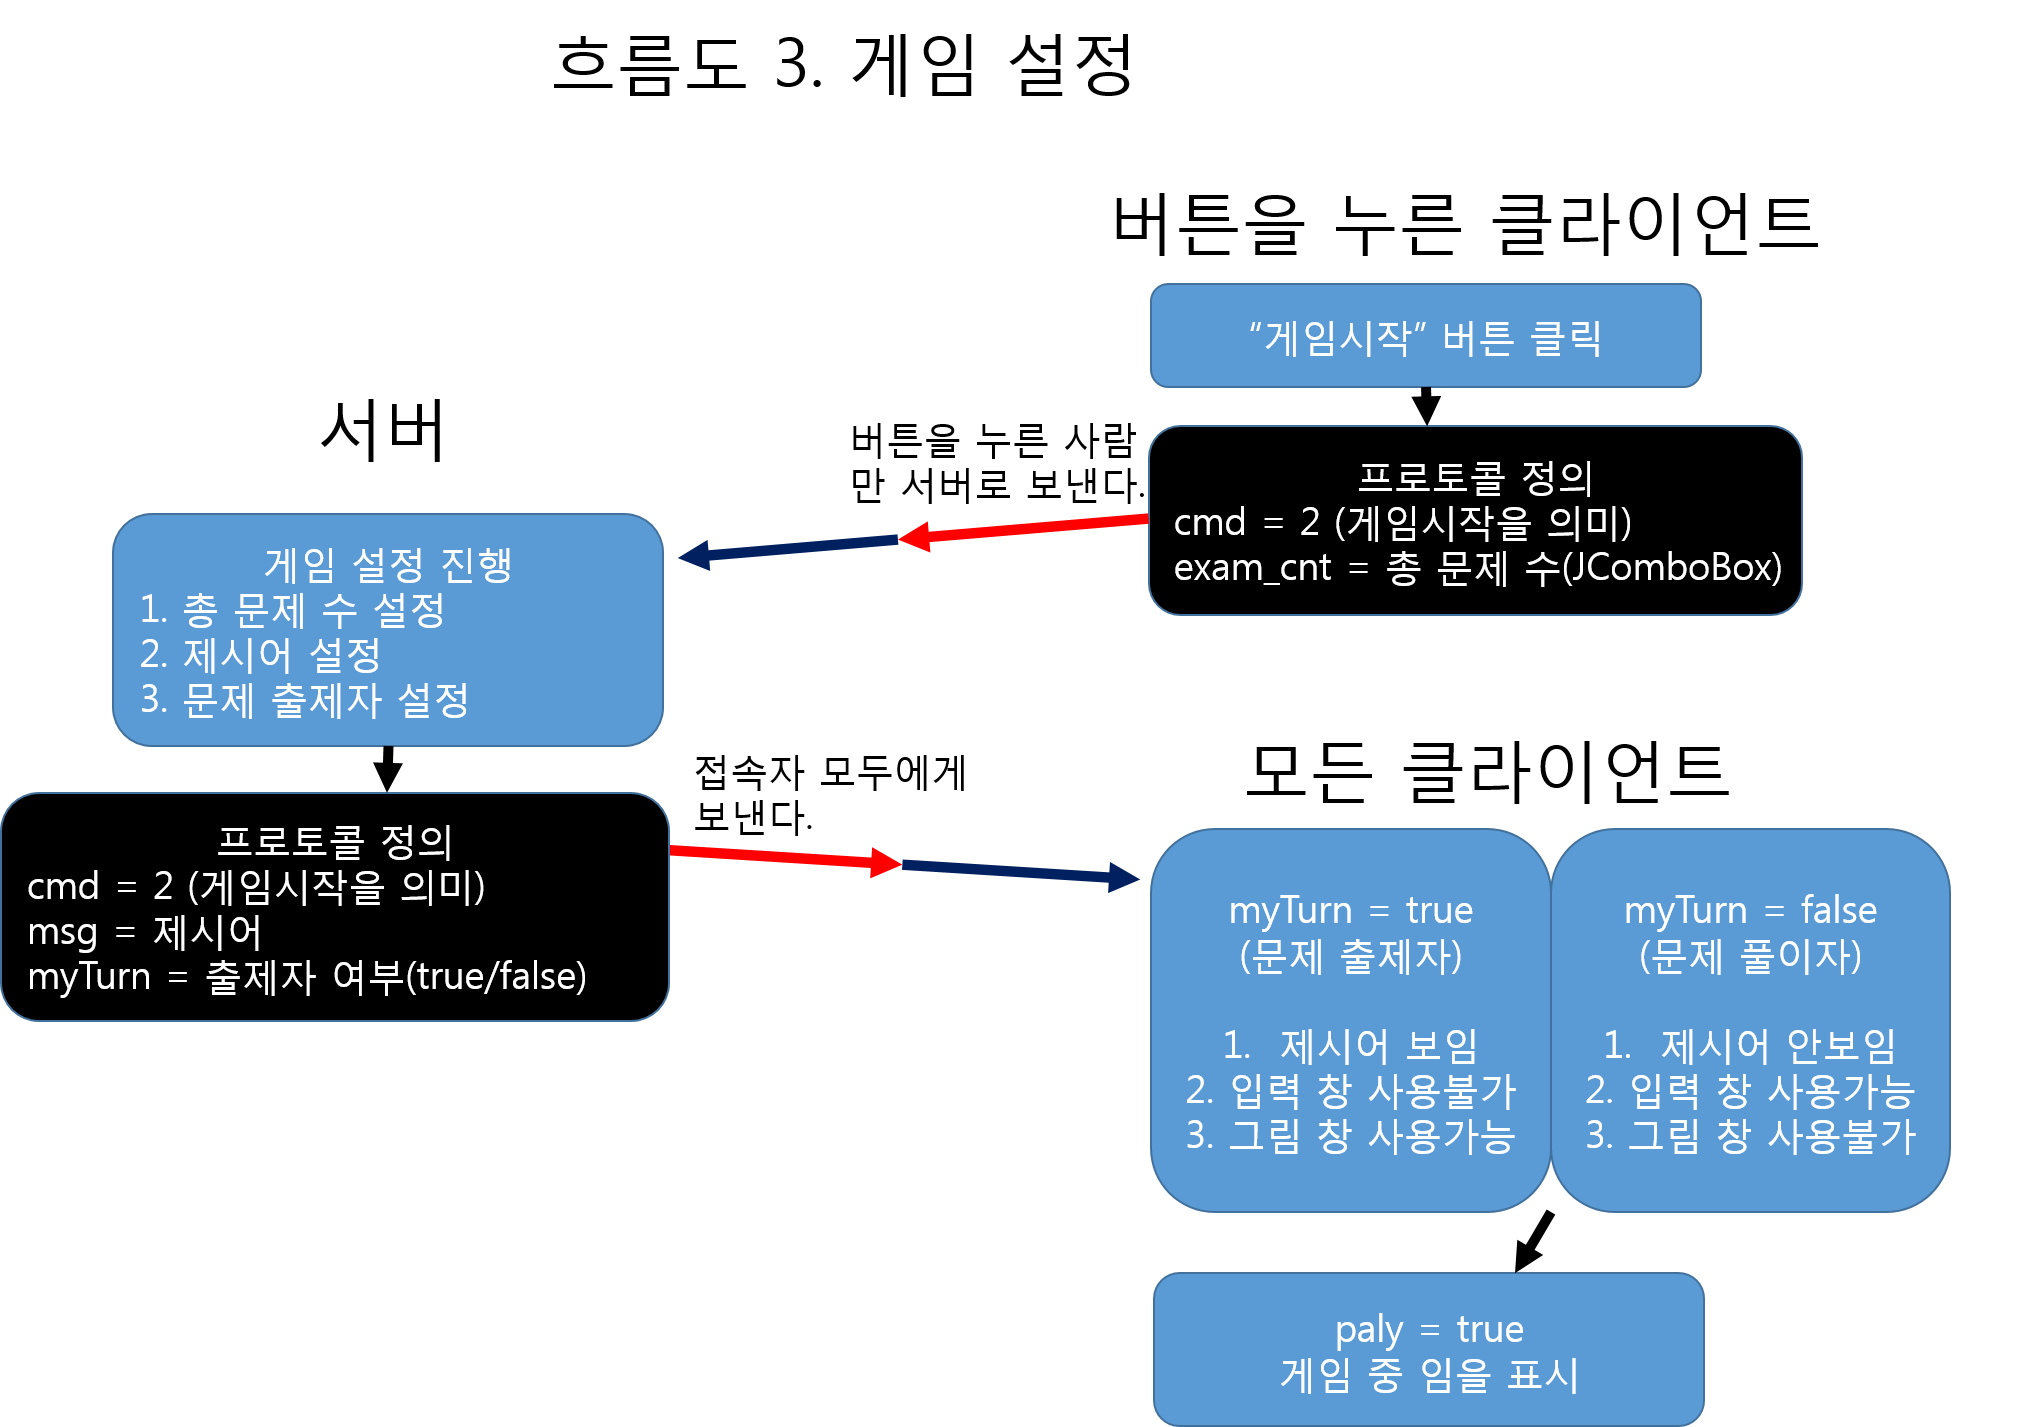 흐름도 3. 게임 설정
버튼을 누른 클라이언트
“게임시작” 버튼 클릭
버튼을 누른 사람
만 서버로 보낸다.
프로토콜 정의
cmd = 2 (게임시작을 의미)
exam_cnt = 총 문제 수(JComboBox)
서버
게임 설정 진행
1. 총 문제 수 설정
2. 제시어 설정
3. 문제 출제자 설정
프로토콜 정의
cmd = 2 (게임시작을 의미)
msg = 제시어
myTurn = 출제자 여부(true/false)
접속자 모두에게
보낸다.
모든 클라이언트
myTurn = true
(문제 출제자)
1. 제시어 보임
2. 입력 창 사용불가
3. 그림 창 사용가능
myTurn = false
(문제 풀이자)
1. 제시어 안보임
2. 입력 창 사용가능
3. 그림 창 사용불가
paly = true
게임 중 임을 표시